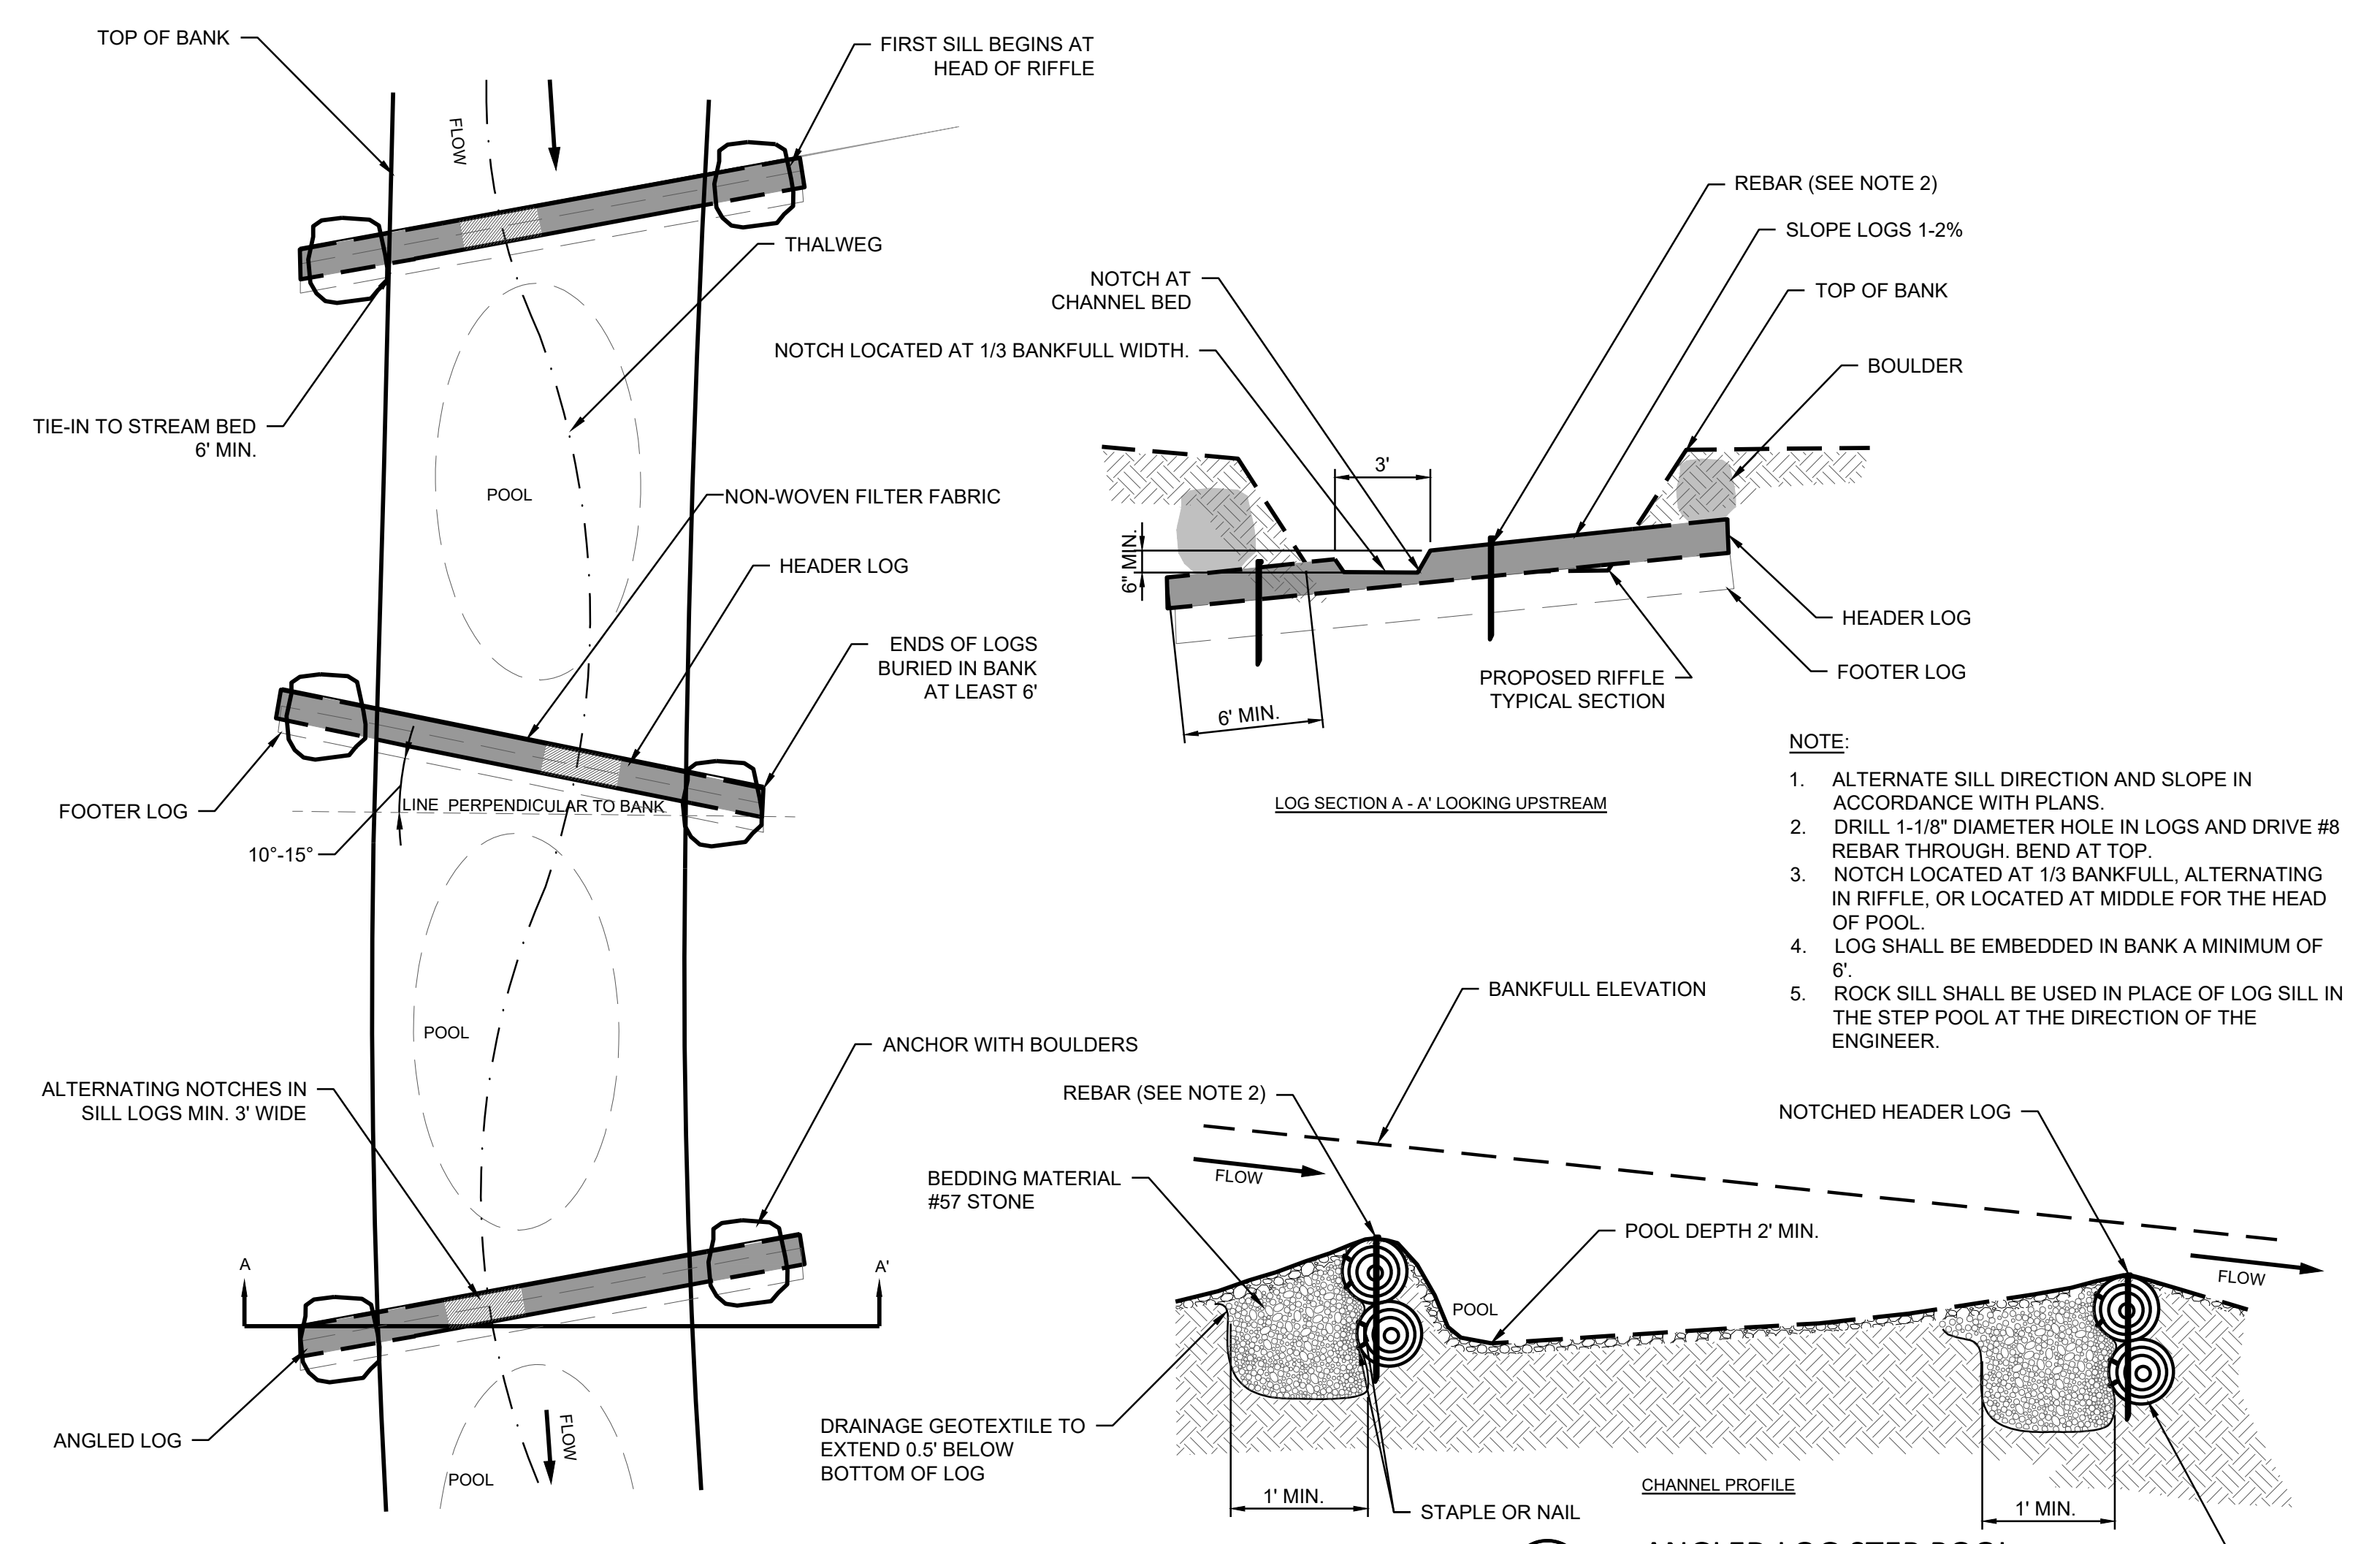 TOP OF BANK
FIRST SILL BEGINS AT
HEAD OF RIFFLE
FLOW
THALWEG
TIE-IN TO STREAM BED
6' MIN.
POOL
NON-WOVEN FILTER FABRIC
HEADER LOG
ENDS OF LOGS
BURIED IN BANK
AT LEAST 6'
FOOTER LOG
LINE PERPENDICULAR TO BANK
10°-15°
POOL
ANCHOR WITH BOULDERS
ALTERNATING NOTCHES IN
SILL LOGS MIN. 3' WIDE
A
A'
ANGLED LOG
FLOW
POOL
REBAR (SEE NOTE 2)
SLOPE LOGS 1-2%
NOTCH AT
CHANNEL BED
TOP OF BANK
NOTCH LOCATED AT 1/3 BANKFULL WIDTH.
BOULDER
3'
6" MIN.
HEADER LOG
FOOTER LOG
PROPOSED RIFFLE
TYPICAL SECTION
6' MIN.
LOG SECTION A - A' LOOKING UPSTREAM
NOTE:
1. ALTERNATE SILL DIRECTION AND SLOPE IN
ACCORDANCE WITH PLANS.
2. DRILL 1-1/8" DIAMETER HOLE IN LOGS AND DRIVE #8
REBAR THROUGH. BEND AT TOP.
3. NOTCH LOCATED AT 1/3 BANKFULL, ALTERNATING
IN RIFFLE, OR LOCATED AT MIDDLE FOR THE HEAD
OF POOL.
4. LOG SHALL BE EMBEDDED IN BANK A MINIMUM OF
6'.
5. ROCK SILL SHALL BE USED IN PLACE OF LOG SILL IN
THE STEP POOL AT THE DIRECTION OF THE
ENGINEER.
BANKFULL ELEVATION
REBAR (SEE NOTE 2)
NOTCHED HEADER LOG
FLOW
BEDDING MATERIAL
#57 STONE
POOL DEPTH 2' MIN.
FLOW
POOL
DRAINAGE GEOTEXTILE TO
EXTEND 0.5' BELOW
BOTTOM OF LOG
1' MIN.
STAPLE OR NAIL
CHANNEL PROFILE
1' MIN.